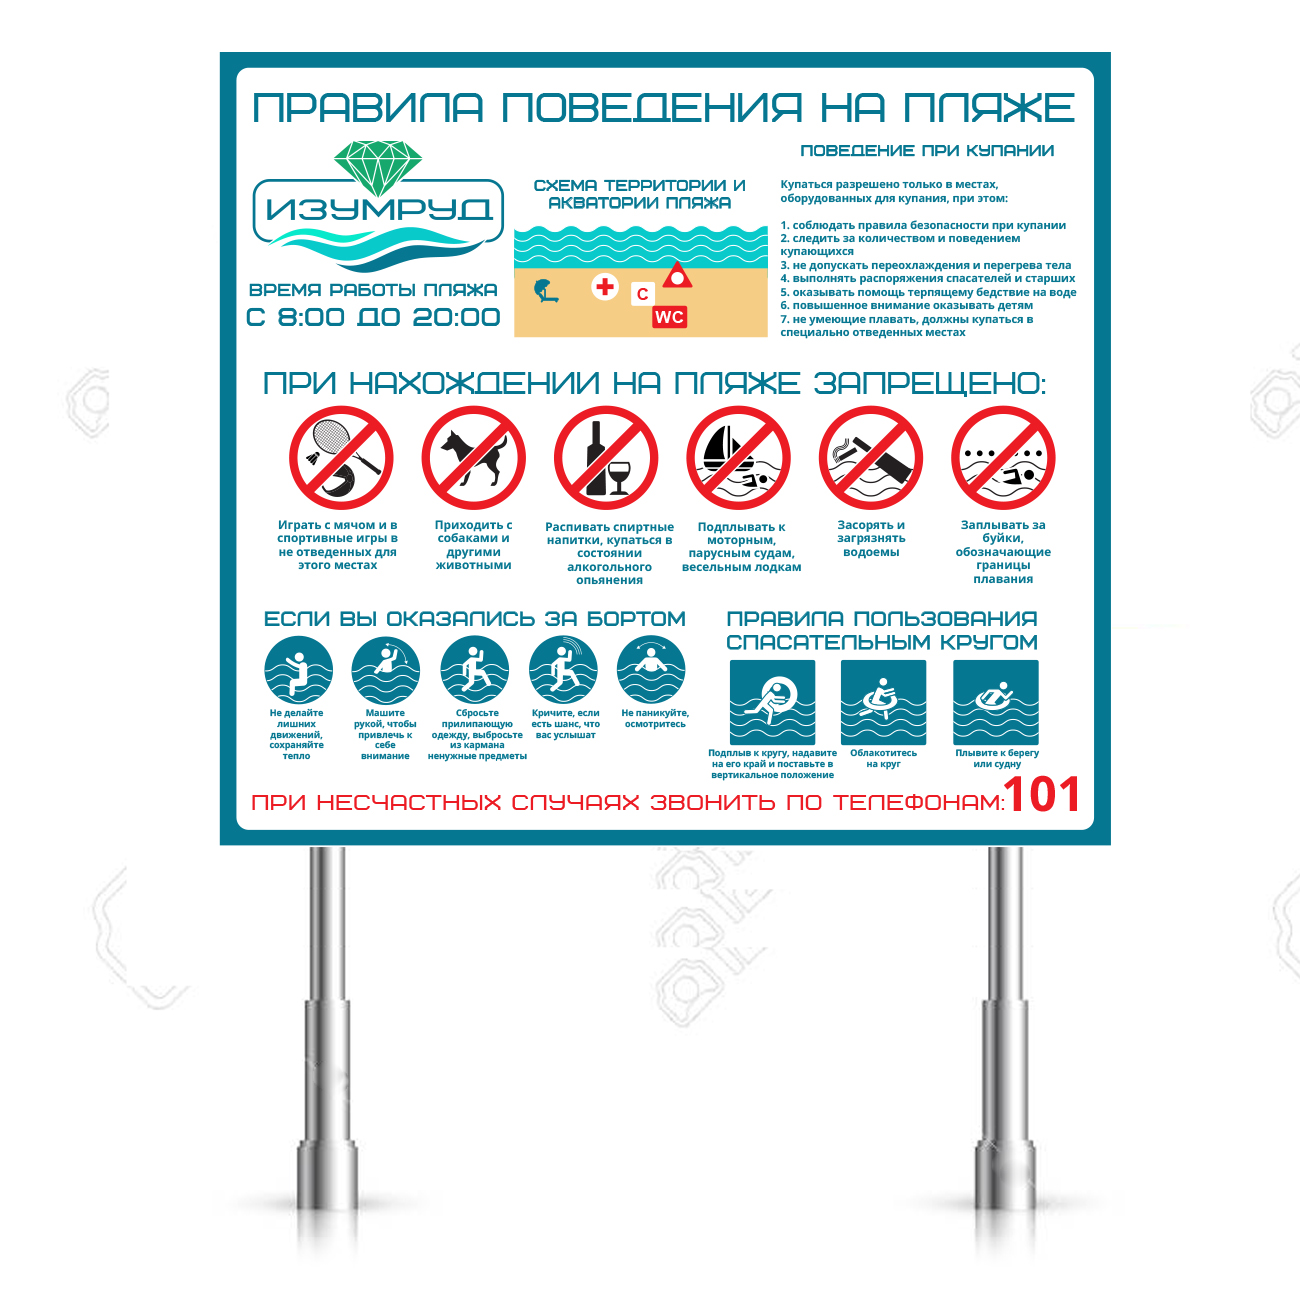 ПРАВИЛА ПОВЕДЕНИЯ НА ПЛЯЖЕ
ИЗУМРУД
ВРЕМЯ РАБОТЫ ПЛЯЖА
С 8:00 ДО 20:00
СХЕМА ТЕРРИТОРИИ И
АКВАТОРИИ ПЛЯЖА
С
WC
ПОВЕДЕНИЕ ПРИ КУПАНИИ
Купаться разрешено только в местах,
оборудованных для купания, при этом:
1. соблюдать правила безопасности при купании
2. следить за количеством и поведением
купающихся
3. не допускать переохлаждения и перегрева тела
4. выполнять распоряжения спасателей и старших
5. оказывать помощь терпящему бедствие на воде
6. повышенное внимание оказывать детям
7. не умеющие плавать, должны купаться в
специально отведенных местах
ПРИ НАХОЖДЕНИИ НА ПЛЯЖЕ ЗАПРЕЩЕНО:
Играть с мячом и в
спортивные игры в
не отведенных для
этого местах
Приходить с
собаками и
другими
животными
Распивать спиртные
напитки, купаться в
состоянии
алкогольного
опьянения
Подплывать к
моторным,
парусным судам,
весельным лодкам
Засорять и
загрязнять
водоемы
Заплывать за
буйки,
обозначающие
границы
плавания
ЕСЛИ ВЫ ОКАЗАЛИСЬ ЗА БОРТОМ
Не делайте
лишних
движений,
сохраняйте
тепло
Машите
рукой, чтобы
привлечь к
себе
внимание
Сбросьте
прилипающую
одежду, выбросьте
из кармана
ненужные предметы
Кричите, если
есть шанс, что
вас услышат
Не паникуйте,
осмотритесь
ПРАВИЛА ПОЛЬЗОВАНИЯ
СПАСАТЕЛЬНЫМ КРУГОМ
Подплыв к кругу, надавите
на его край и поставьте в
вертикальное положение
Облакотитесь
на круг
Плывите к берегу
или судну
ПРИ НЕСЧАСТНЫХ СЛУЧАЯХ ЗВОНИТЬ ПО ТЕЛЕФОНАМ:101